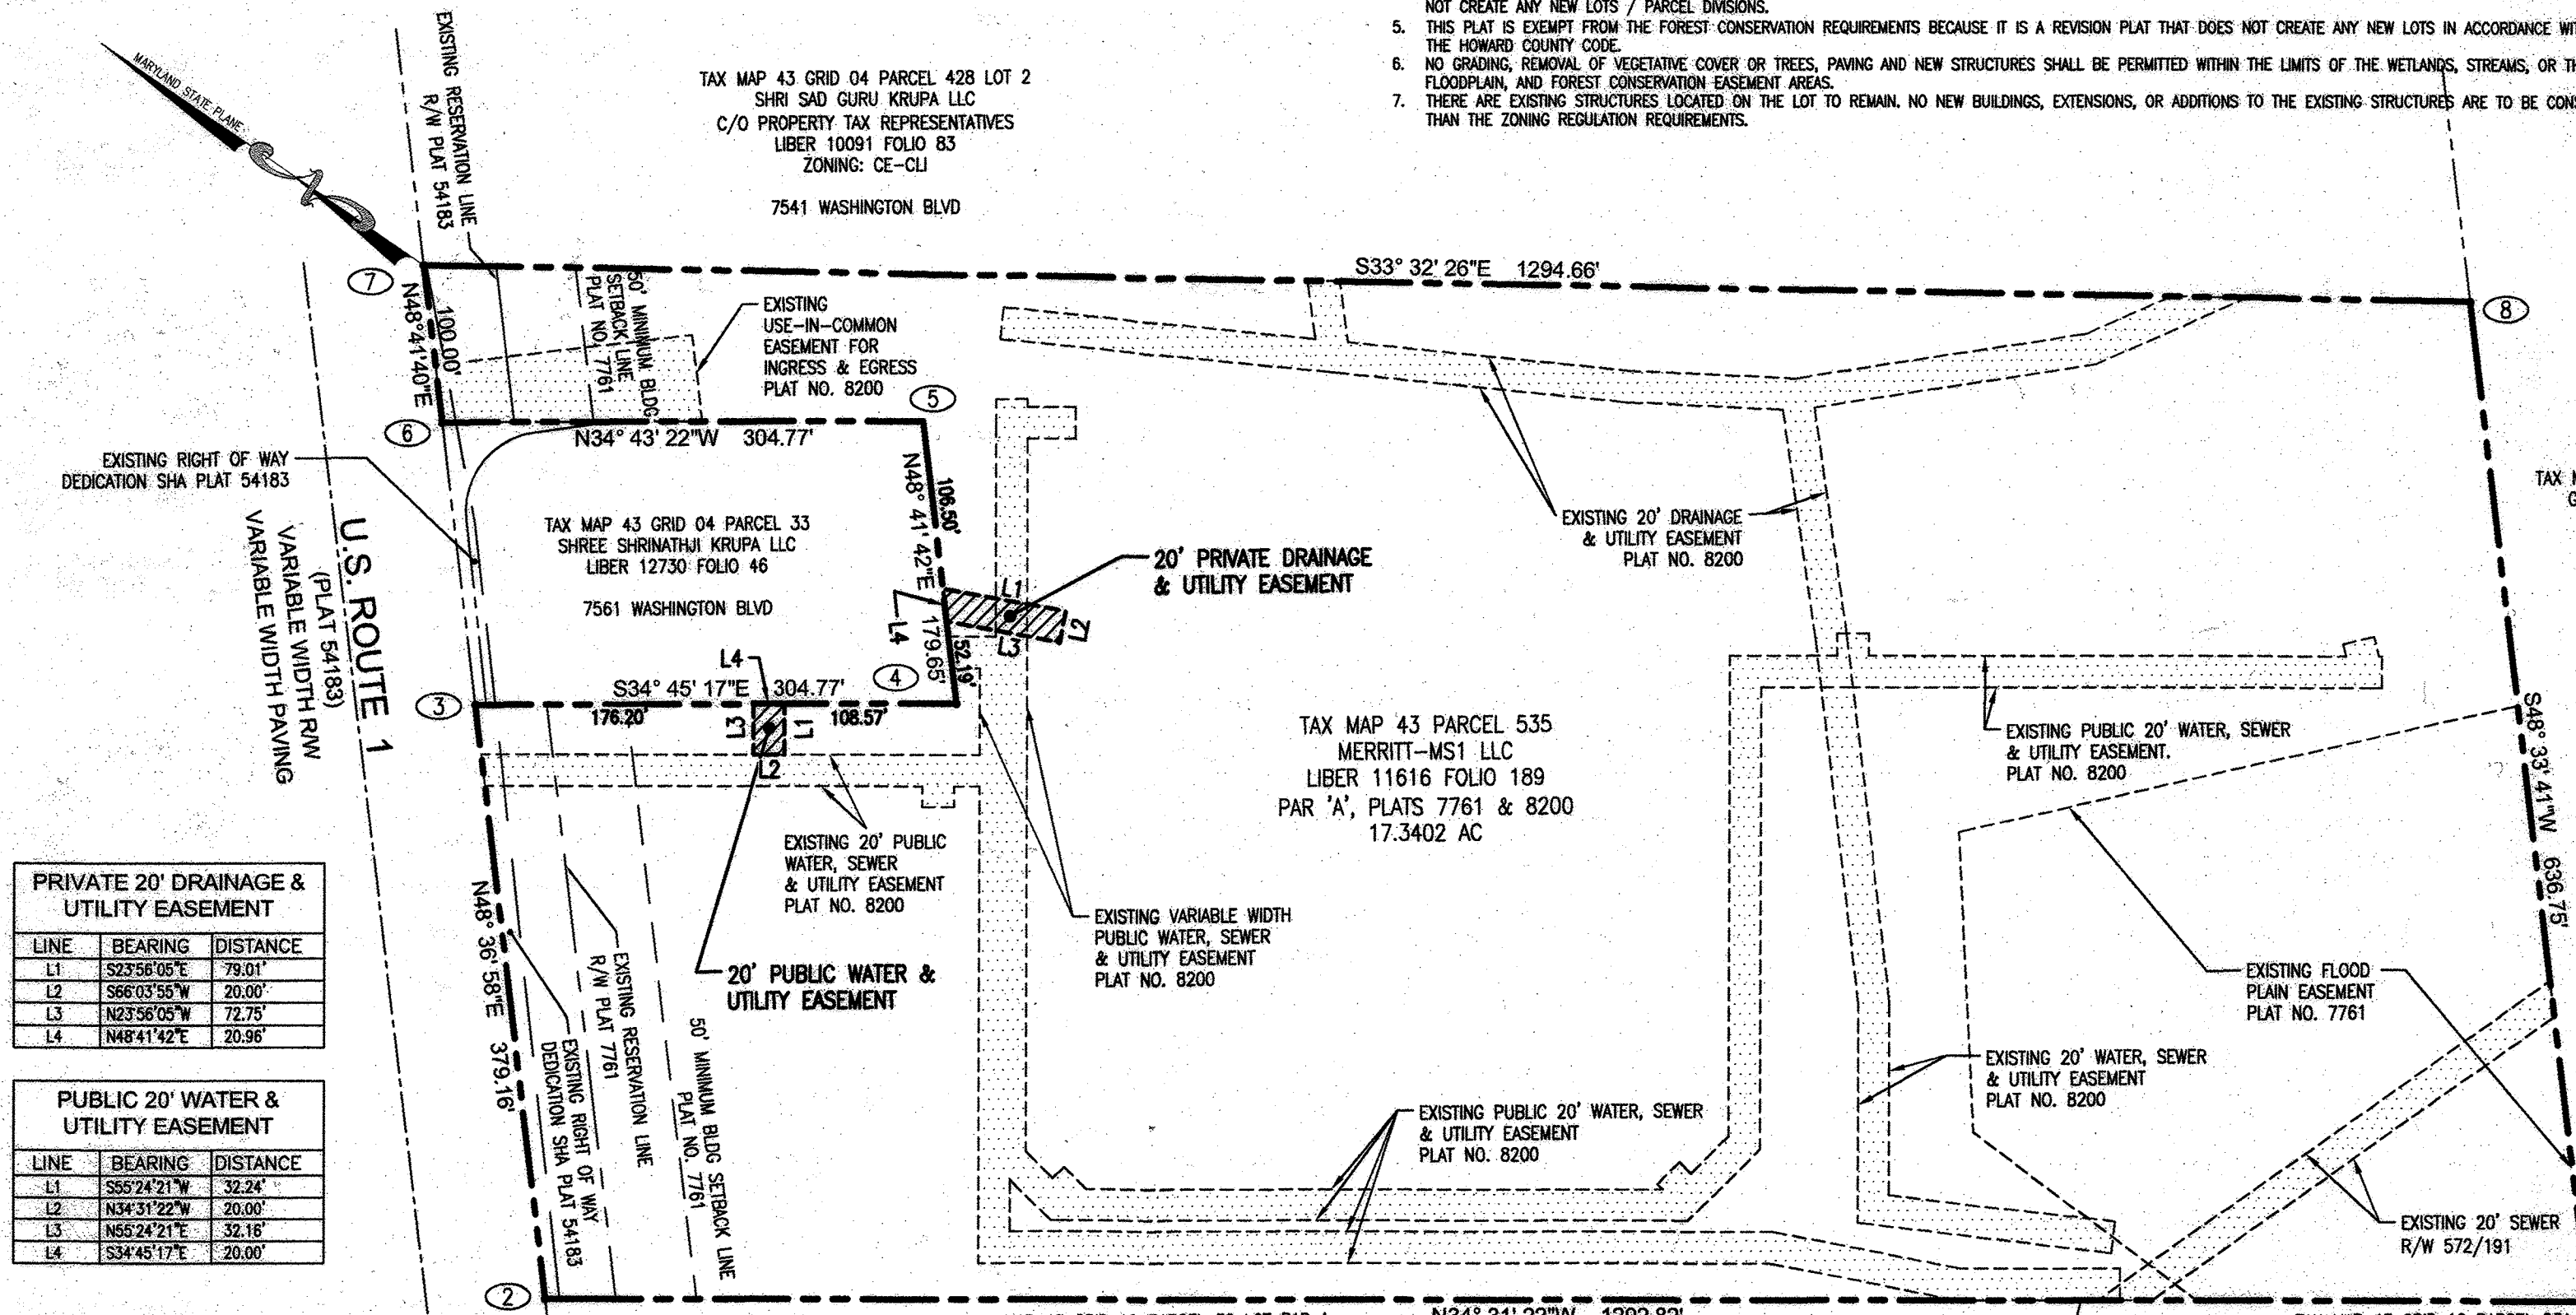 NOT CREATE ANY NEW LOTS / PARCEL DIVISIONS.
5. THIS PLAT IS EXEMPT FROM THE FOREST CONSERVATION REQUIREMENTS BECAUSE IT IS A REVISION PLAT THAT DOES NOT CREATE ANY NEW LOTS IN ACCORDANCE
THE HOWARD COUNTY CODE.
6. NO GRADING, REMOVAL OF VEGETATIVE COVER OR TREES, PAVING AND NEW STRUCTURES SHALL BE PERMITTED WITHIN THE LIMITS OF THE WETLANDS, STREAMS, OR
FLOODPLAIN, AND FOREST CONSERVATION EASEMENT AREAS.
7. THERE ARE EXISTING STRUCTURES LOCATED ON THE LOT TO REMAIN. NO NEW BUILDINGS, EXTENSIONS, OR ADDITIONS TO THE EXISTING STRUCTURES ARE TO BE
THAN THE ZONING REGULATION REQUIREMENTS.
MARYLAND STATE PLANE
EXISTING RESERVATION LINE
R/W PLAT 54183
TAX MAP 43 GRID 04 PARCEL 428 LOT 2
SHRI SAD GURU KRUPA LLC
C/O PROPERTY TAX REPRESENTATIVES
LIBER 10091 FOLIO 83
ZONING: CE-CLI
7541 WASHINGTON BLVD
S33° 32' 26"E 1294.66'
7
8
N48°41'40"E
100.00'
50' MINIMUM BLDG
SETBACK LINE
PLAT NO. 7761
EXISTING
USE-IN-COMMON
EASEMENT FOR
INGRESS & EGRESS
PLAT NO. 8200
5
6
N34° 43' 22"W 304.77'
EXISTING RIGHT OF WAY
DEDICATION SHA PLAT 54183
U.S. ROUTE 1
(PLAT 54183)
VARIABLE WIDTH R/W
VARIABLE WIDTH PAVING
TAX MAP 43 GRID 04 PARCEL 33
SHREE SHRINATHJI KRUPA LLC
LIBER 12730 FOLIO 46
7561 WASHINGTON BLVD
N48° 41' 42"E 179.65'
106.50'
52.19'
L1
L2
L3
L4
20' PRIVATE DRAINAGE
& UTILITY EASEMENT
EXISTING 20' DRAINAGE
& UTILITY EASEMENT
PLAT NO. 8200
TAX
L4
4
3
S34° 45' 17"E 304.77'
176.20'
108.57'
L3
L1
L2
TAX MAP 43 PARCEL 535
MERRITT-MS1 LLC
LIBER 11616 FOLIO 189
PAR 'A', PLATS 7761 & 8200
17.3402 AC
EXISTING PUBLIC 20' WATER, SEWER
& UTILITY EASEMENT.
PLAT NO. 8200
S48° 33' 41"W 636.75'
EXISTING 20' PUBLIC
WATER, SEWER
& UTILITY EASEMENT
PLAT NO. 8200
EXISTING VARIABLE WIDTH
PUBLIC WATER, SEWER
& UTILITY EASEMENT
PLAT NO. 8200
20' PUBLIC WATER &
UTILITY EASEMENT
EXISTING FLOOD
PLAIN EASEMENT
PLAT NO. 7761
EXISTING 20' WATER, SEWER
& UTILITY EASEMENT
PLAT NO. 8200
EXISTING PUBLIC 20' WATER, SEWER
& UTILITY EASEMENT
PLAT NO. 8200
EXISTING 20' SEWER
R/W 572/191
N48° 36' 58"E 379.16'
EXISTING RIGHT OF WAY
DEDICATION SHA PLAT 54183
EXISTING RESERVATION LINE
R/W PLAT 7761
50' MINIMUM BLDG SETBACK LINE
PLAT NO. 7761
2
N34° 31' 22"W 1292.82'
PRIVATE 20' DRAINAGE &
UTILITY EASEMENT
LINE BEARING DISTANCE
L1 S23°56'05"E 79.01'
L2 S66°03'55"W 20.00'
L3 N23°56'05"W 72.75'
L4 N48°41'42"E 20.96'
PUBLIC 20' WATER &
UTILITY EASEMENT
LINE BEARING DISTANCE
L1 S55°24'21"W 32.24'
L2 N34°31'22"W 20.00'
L3 N55°24'21"E 32.16'
L4 S34°45'17"E 20.00'